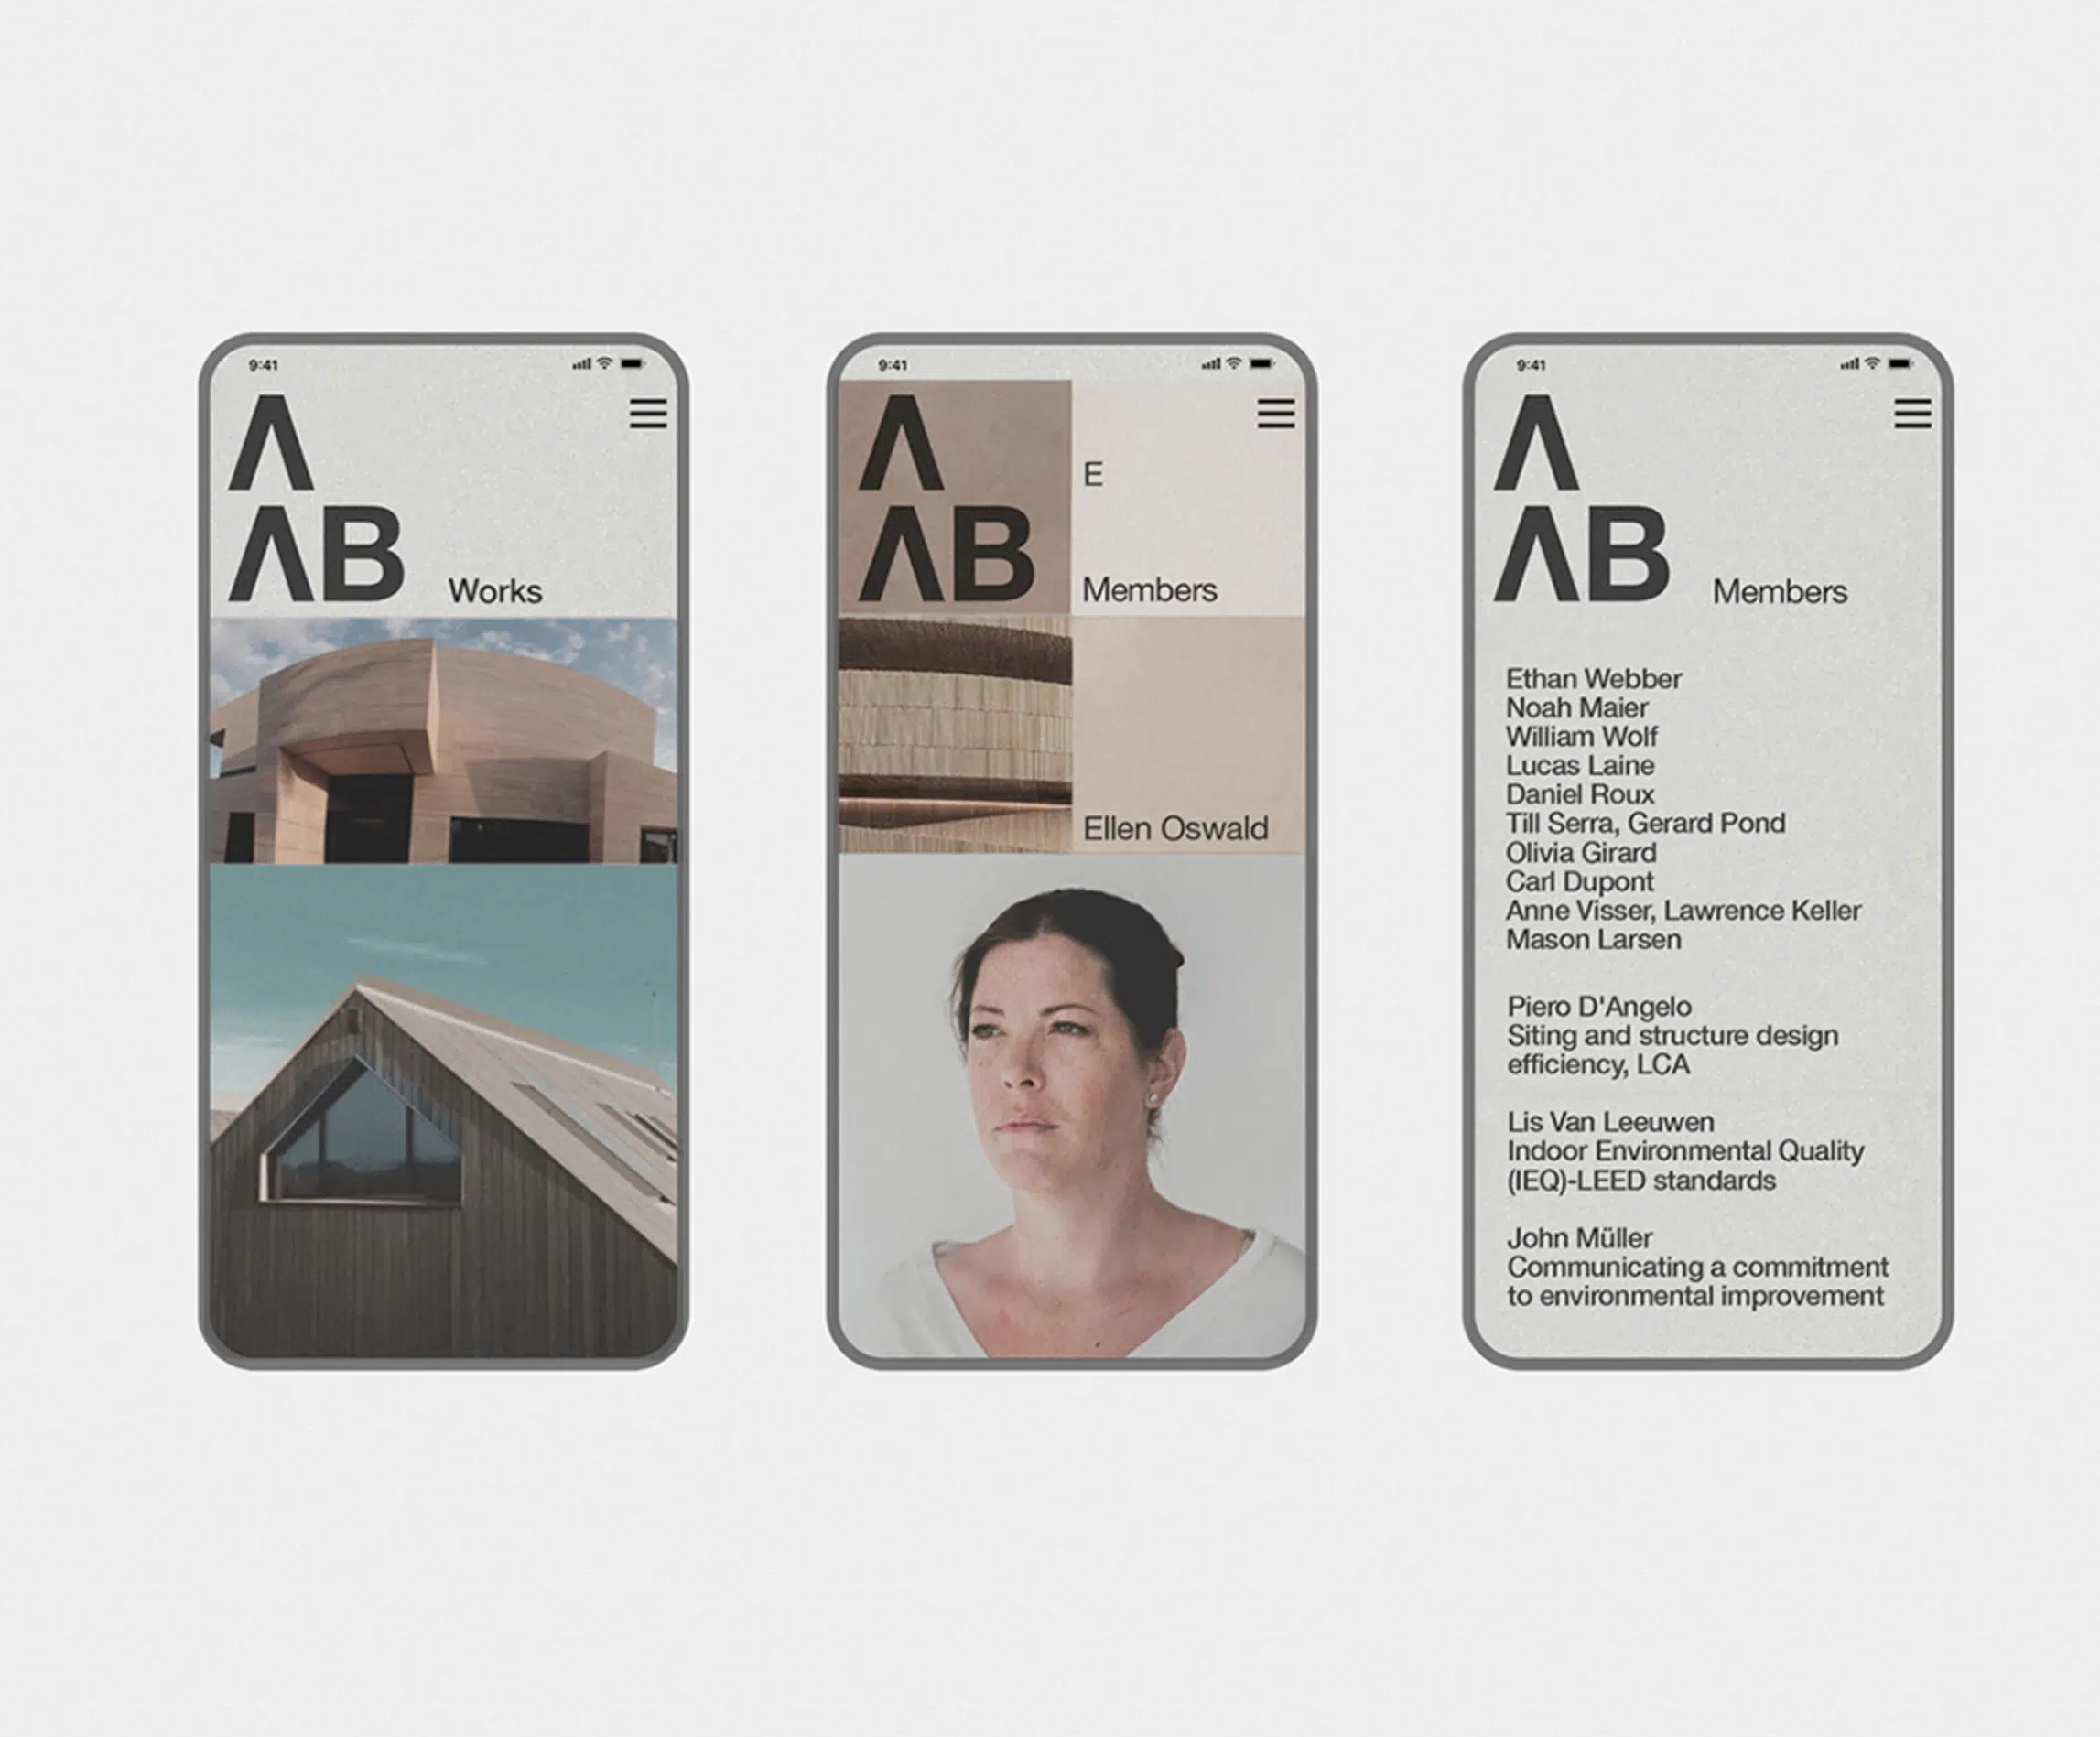 9:41
Λ
ΛB
Works
9:41
Λ
ΛB
E
Members
Ellen Oswald
9:41
Λ
ΛB
Members
Ethan Webber
Noah Maier
William Wolf
Lucas Laine
Daniel Roux
Till Serra, Gerard Pond
Olivia Girard
Carl Dupont
Anne Visser, Lawrence Keller
Mason Larsen
Piero D'Angelo
Siting and structure design
efficiency, LCA
Lis Van Leeuwen
Indoor Environmental Quality
(IEQ)-LEED standards
John Müller
Communicating a commitment
to environmental improvement